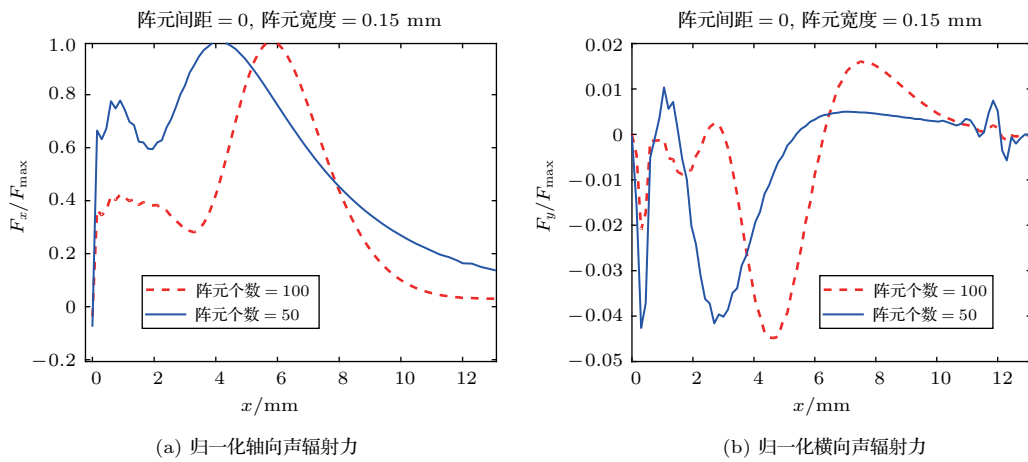 阵元间距 = 0, 阵元宽度 = 0.15 mm
1.0
0.8
0.6
0.4
0.2
0
−0.2
Fx/Fmax
阵元个数 = 100
阵元个数 = 50
0 2 4 6 8 10 12
x/mm
(a) 归一化轴向声辐射力
阵元间距 = 0, 阵元宽度 = 0.15 mm
0.02
0.01
0
−0.01
−0.02
−0.03
−0.04
−0.05
Fy/Fmax
阵元个数 = 100
阵元个数 = 50
0 2 4 6 8 10 12
x/mm
(b) 归一化横向声辐射力